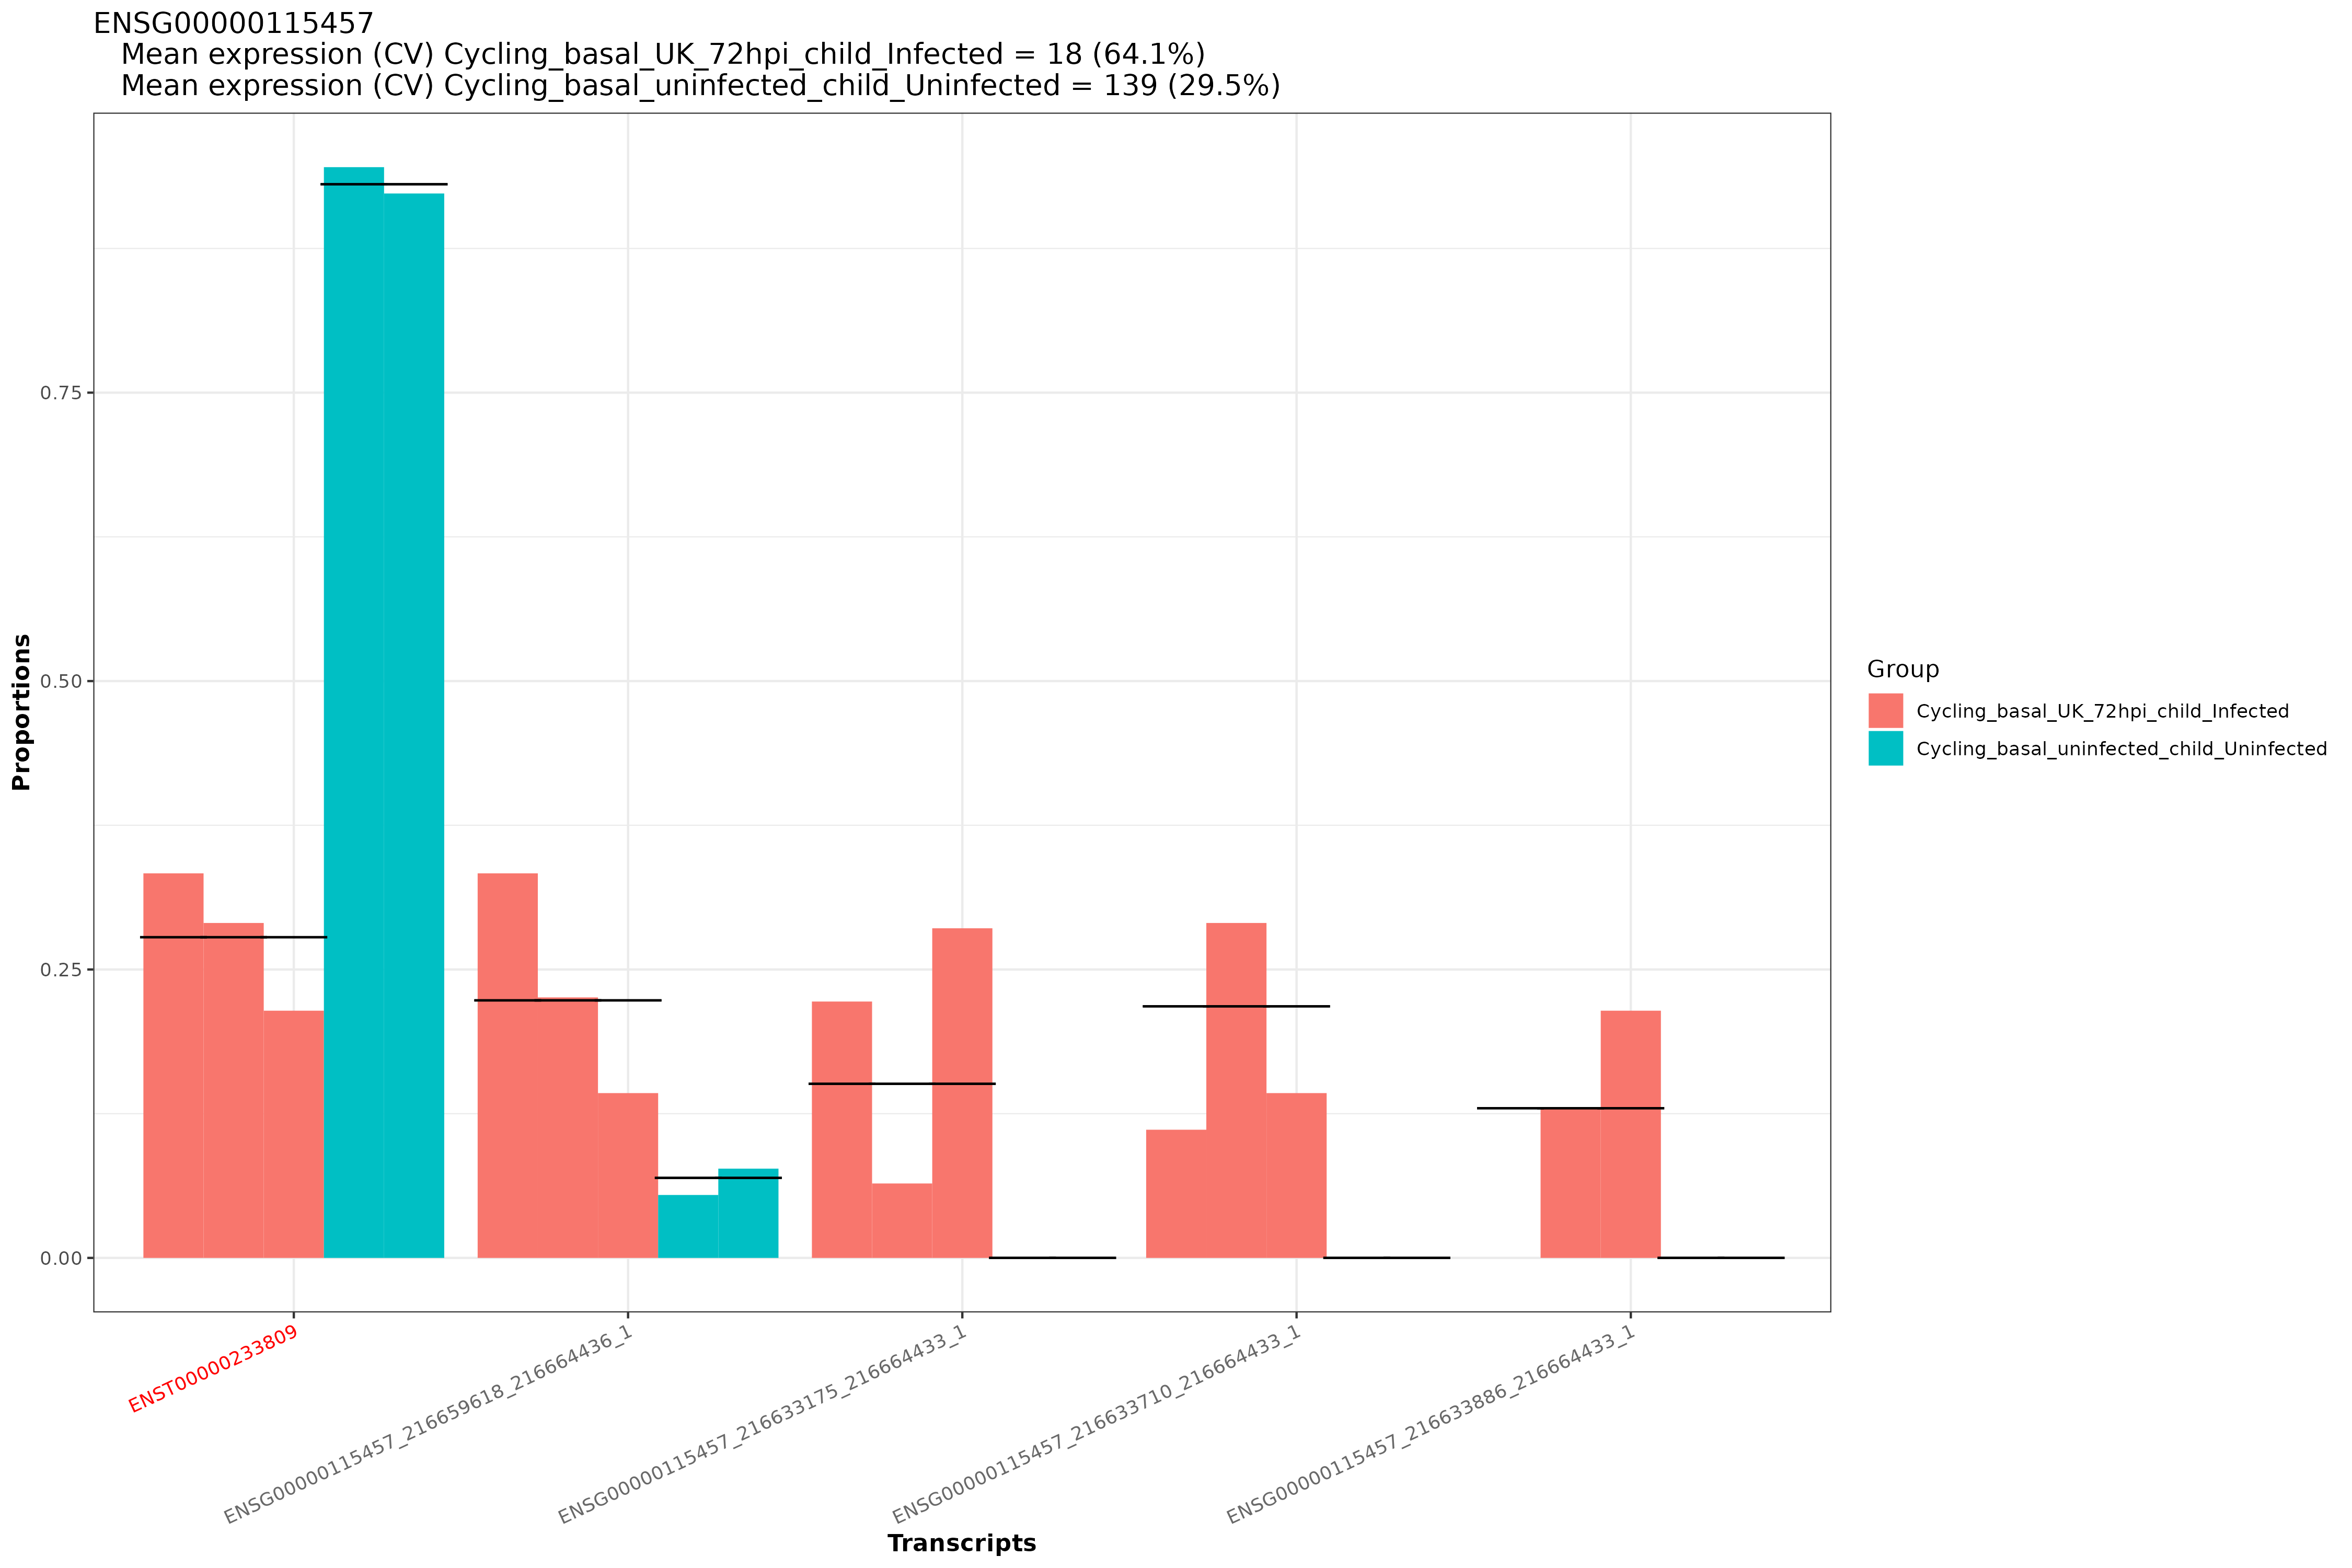 ENSG00000115457
Mean expression (CV) Cycling_basal_UK_72hpi_child_Infected = 18 (64.1%)
Mean expression (CV) Cycling_basal_uninfected_child_Uninfected = 139 (29.5%)
Proportions
0.75
0.50
0.25
0.00
ENST00000233809
ENSG00000115457_216659618_216664436_1
ENSG00000115457_216633175_216664433_1
ENSG00000115457_216633710_216664433_1
ENSG00000115457_216633886_216664433_1
Transcripts
Group
Cycling_basal_UK_72hpi_child_Infected
Cycling_basal_uninfected_child_Uninfected